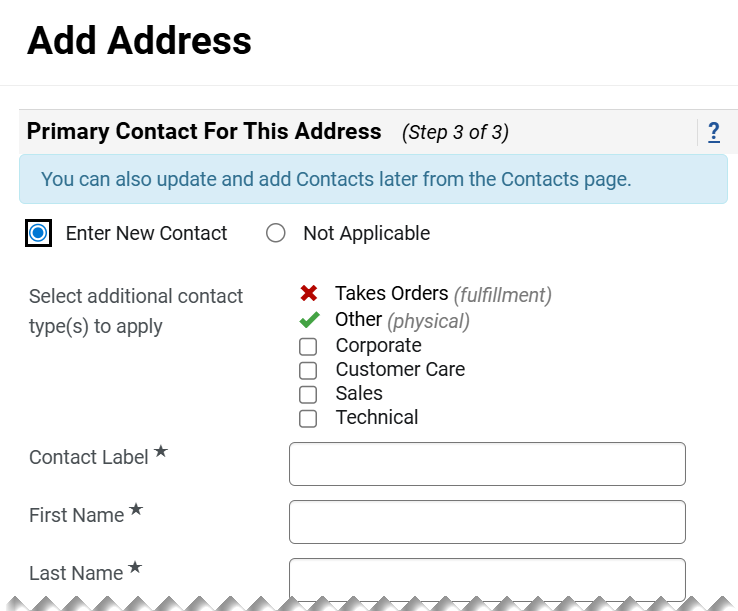 Add Address
Primary Contact For This Address (Step 3 of 3) ?
You can also update and add Contacts later from the Contacts page.
Enter New Contact Not Applicable
Select additional contact type(s) to apply
Takes Orders (fulfillment)
Other (physical)
Corporate
Customer Care
Sales
Technical
Contact Label ★
First Name ★
Last Name ★